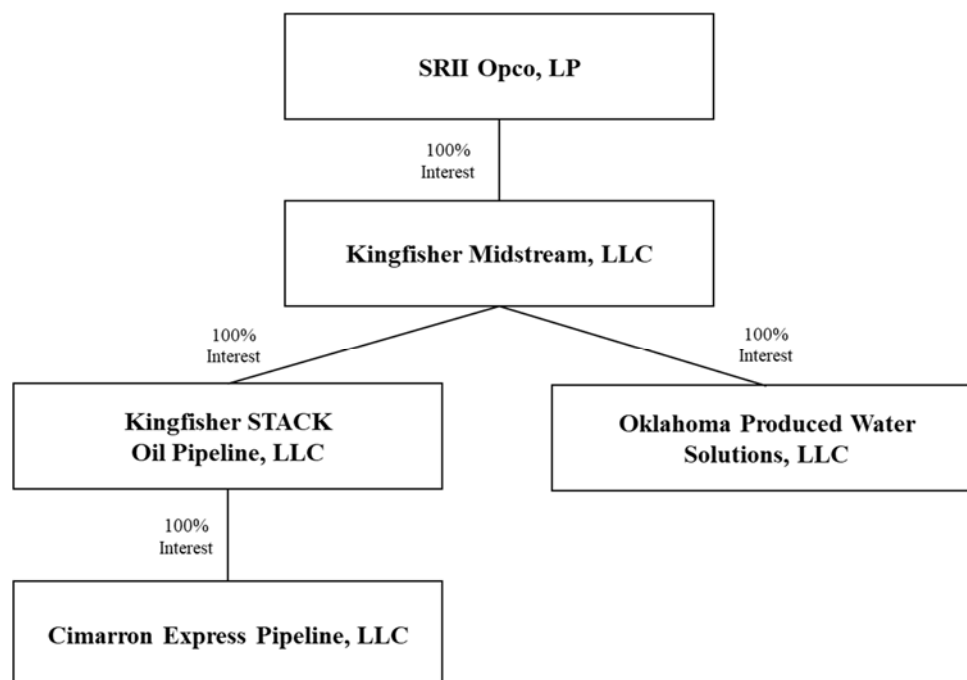 SRII Opco, LP
100%
Interest
Kingfisher Midstream, LLC
100%
Interest
100%
Interest
Kingfisher STACK
Oil Pipeline, LLC
Oklahoma Produced Water
Solutions, LLC
100%
Interest
Cimarron Express Pipeline, LLC